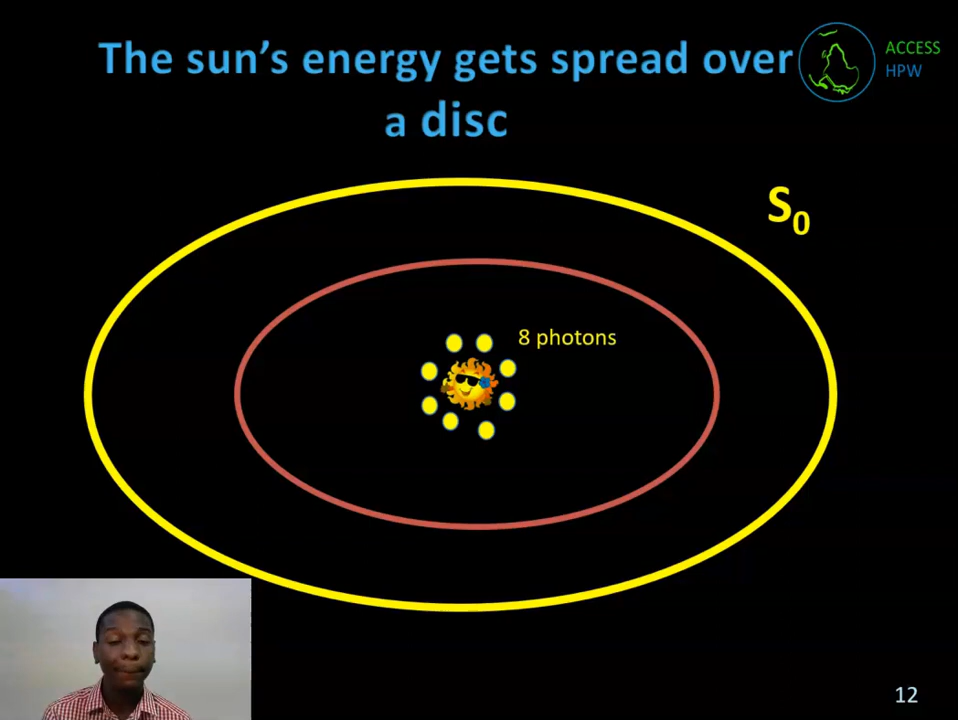 The sun's energy gets spread over
a disc
ACCESS
HPW
S₀
8 photons
12